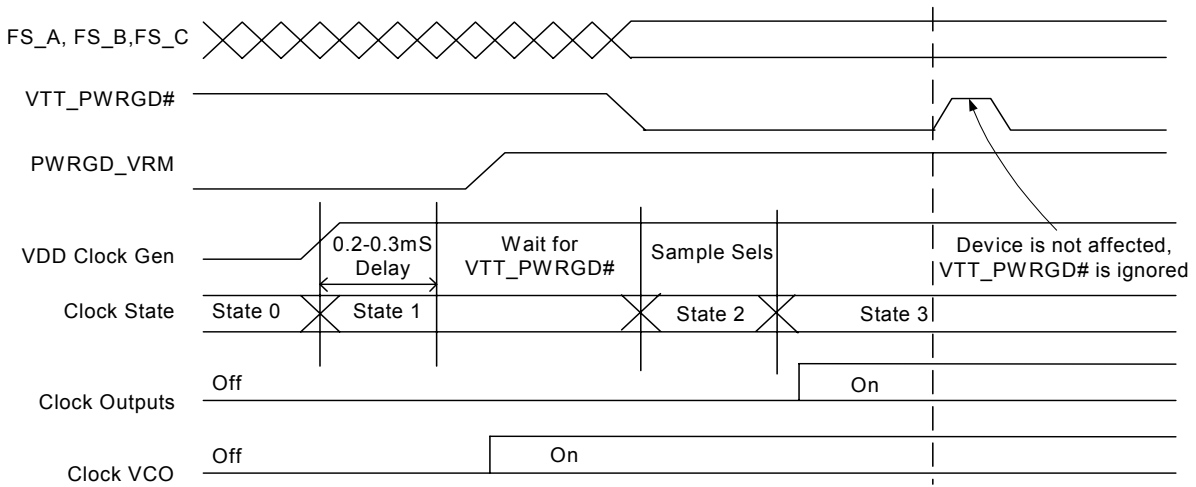 FS_A, FS_B,FS_C
VTT_PWRGD#
PWRGD_VRM
VDD Clock Gen
0.2-0.3mS
Delay
Wait for
VTT_PWRGD#
Sample Sels
Device is not affected,
VTT_PWRGD# is ignored
Clock State
State 0
State 1
State 2
State 3
Clock Outputs
Off
On
Clock VCO
Off
On